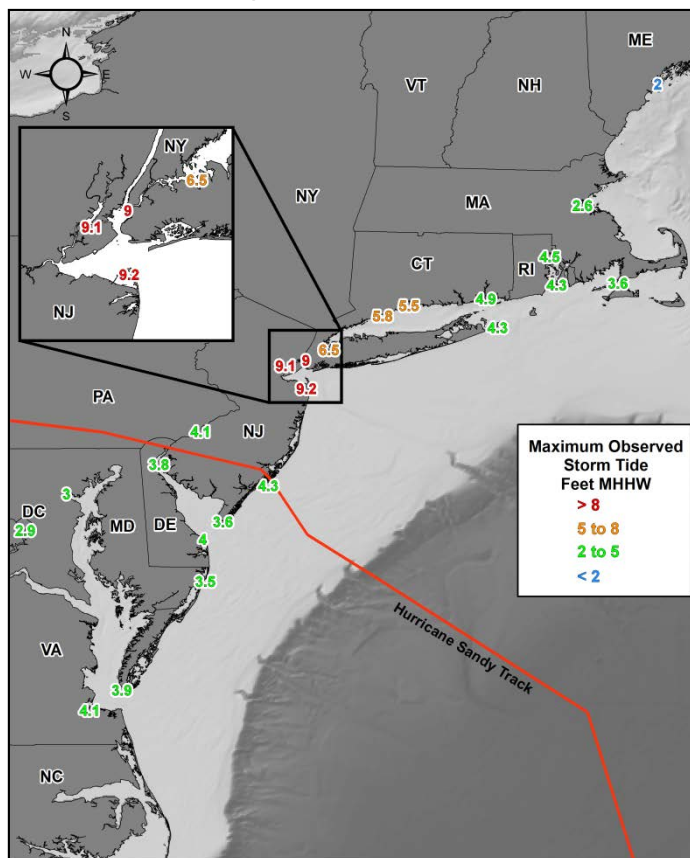 N
W E
S
ME
VT
NH
2
NY
6.5
9
9.1
9.2
NJ
NY
MA
2.6
CT
RI
4.5
4.3
3.6
4.9
5.5
5.8
4.3
6.5
9.1
9
9.2
PA
4.1
NJ
3.8
4.3
3
DC
2.9
MD
DE
3.6
4
3.5
VA
3.9
4.1
NC
Hurricane Sandy Track
Maximum Observed
Storm Tide
Feet MHHW
> 8
5 to 8
2 to 5
< 2